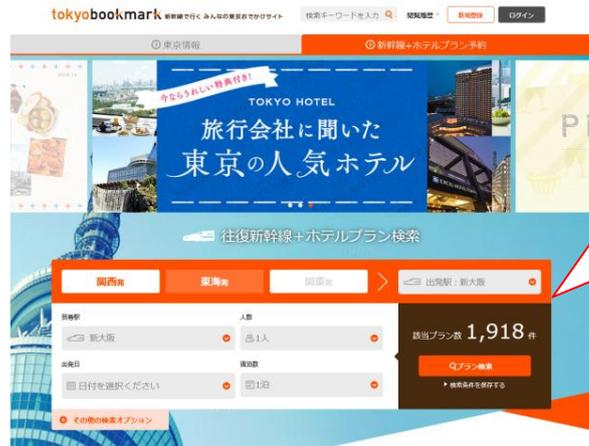 tokyobookmark 新幹線で行く みんなの東京おでかけサイト
検索キーワードを入力
閲覧履歴
新規登録
ログイン
東京情報
新幹線+ホテルプラン予約
今ならうれしい特典付き!
TOKYO HOTEL
旅行会社に聞いた
東京の人気ホテル
往復新幹線+ホテルプラン検索
関西発
東海発
関東発
出発駅:新大阪
到着駅
人数
新大阪
1人
出発日
宿泊数
日付を選択ください
1泊
該当プラン数 1,918 件
プラン検索
検索条件を保存する
その他の検索オプション